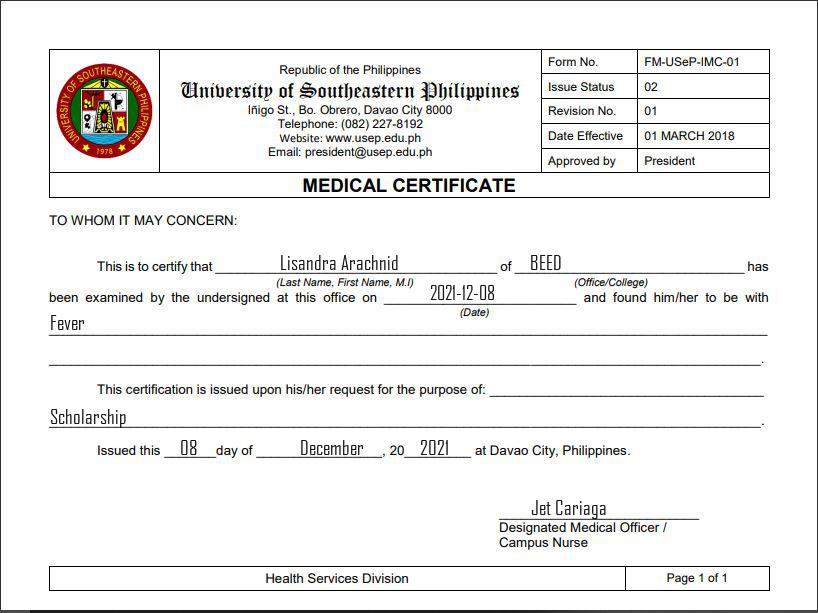 UNIVERSITY OF SOUTHEASTERN PHILIPPINES
1978
Republic of the Philippines
University of Southeastern Philippines
Iñigo St., Bo. Obrero, Davao City 8000
Telephone: (082) 227-8192
Website: www.usep.edu.ph
Email: president@usep.edu.ph
Form No. FM-USeP-IMC-01
Issue Status 02
Revision No. 01
Date Effective 01 MARCH 2018
Approved by President
MEDICAL CERTIFICATE
TO WHOM IT MAY CONCERN:
This is to certify that Lisandra Arachnid of BEED has
(Last Name, First Name, M.I) (Office/College)
been examined by the undersigned at this office on 2021-12-08 and found him/her to be with
(Date)
Fever
.
This certification is issued upon his/her request for the purpose of:
Scholarship.
Issued this 08 day of December, 20 2021 at Davao City, Philippines.
Jet Cariaga
Designated Medical Officer /
Campus Nurse
Health Services Division Page 1 of 1